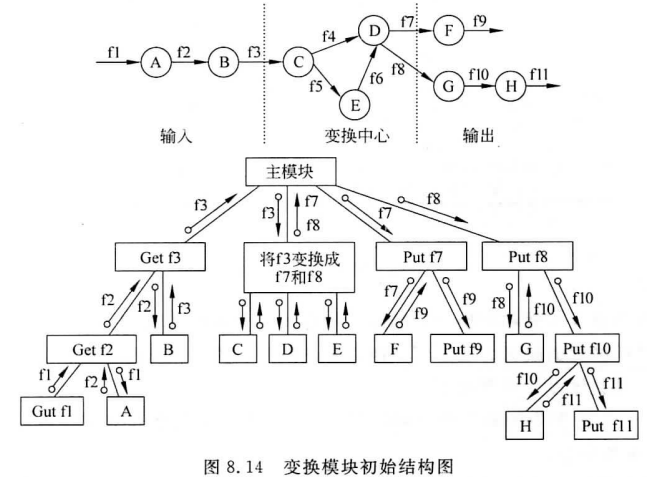 f1 A f2 B f3 C f4 D f7 F f9
f5 E f6 f8 G f10 H f11
输入 变换中心 输出
主模块
f3 f3 f7 f8 f7 f8
Get f3 将f3变换成 f7和f8 Put f7 Put f8
f2 f2 f3 f7 f9 f9 f8 f10 f10
Get f2 B C D E F Put f9 G Put f10
f1 f2 f1 f10 f11 f11
Gut f1 A H Put f11
图 8.14 变换模块初始结构图